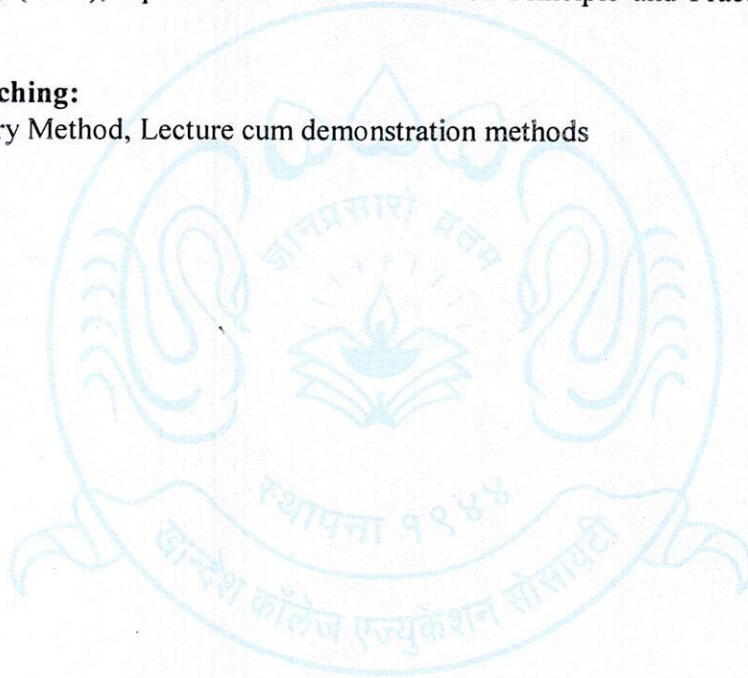 ching:
ry Method, Lecture cum demonstration methods
ज्ञानप्रसारो व्रतम
स्थापना १९४४
खान्देश कॉलेज एज्युकेशन सोसायटी